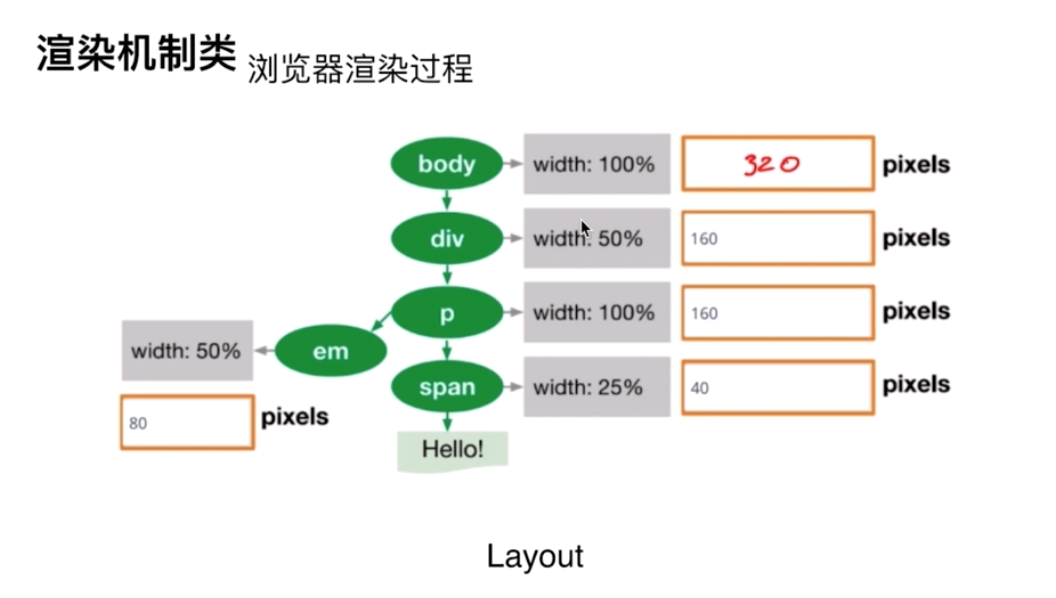 渲染机制类 浏览器渲染过程
body width: 100% 320 pixels
div width: 50% 160 pixels
p width: 100% 160 pixels
width: 50% em
span width: 25% 40 pixels
80 pixels
Hello!
Layout